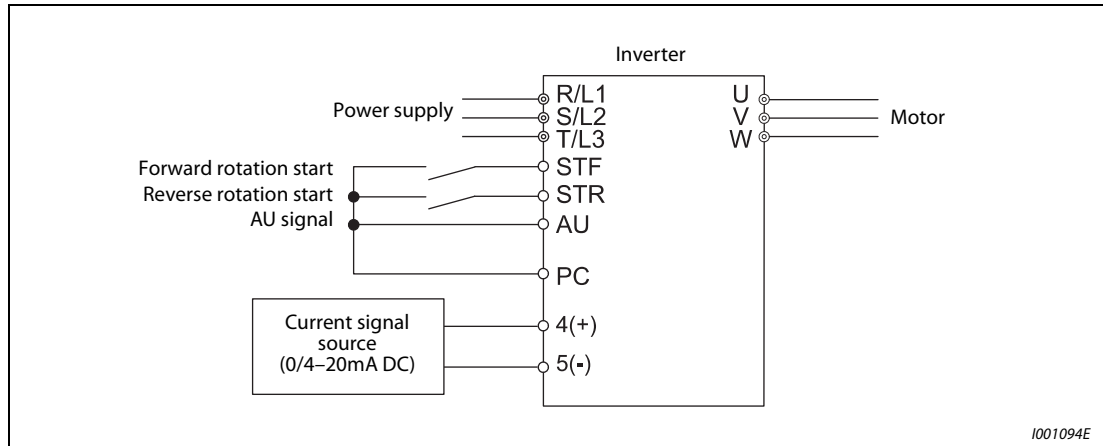 Inverter
Power supply
R/L1
S/L2
T/L3
U
V
W
Motor
Forward rotation start
STF
Reverse rotation start
STR
AU signal
AU
PC
Current signal
source
(0/4–20mA DC)
4(+)
5(-)
I001094E